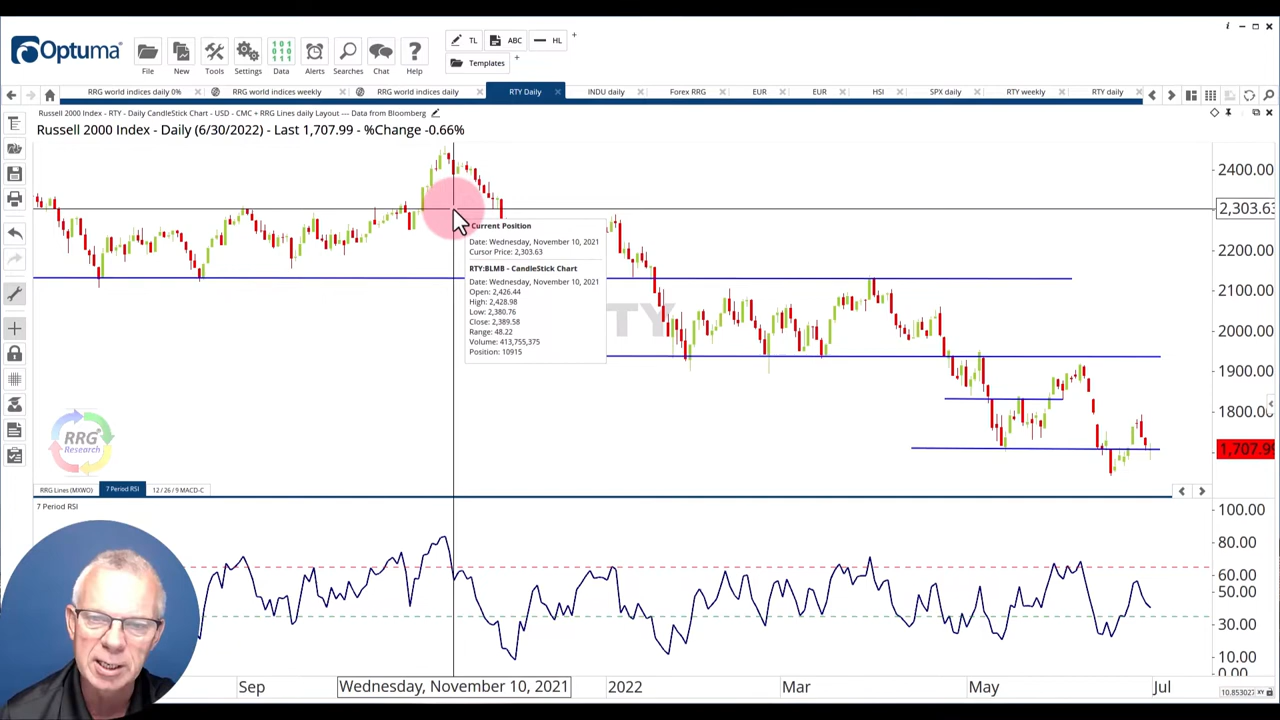 Optuma
File New Tools Settings Data Alerts Searches Chat Help
TL ABC HL
Templates
RRG world indices daily 0% RRG world indices weekly RRG world indices daily RTY Daily INDU daily Forex RRG EUR EUR HSI SPX daily RTY weekly RTY daily
Russell 2000 Index - RTY - Daily CandleStick Chart - USD - CMC + RRG Lines daily Layout --- Data from Bloomberg
Russell 2000 Index - Daily (6/30/2022) - Last 1,707.99 - %Change -0.66%
2400.00
2,303.63
2200.00
2100.00
2000.00
1900.00
1800.00
1,707.99
Current Position
Date: Wednesday, November 10, 2021
Cursor Price: 2,303.63
RTY:BLMB - CandleStick Chart
Date: Wednesday, November 10, 2021
Open: 2,426.44
High: 2,428.98
Low: 2,380.76
Close: 2,389.58
Range: 48.22
Volume: 413,755,375
Position: 10915
TY
RRG
Research
RRG Lines (MXWO) 7 Period RSI 12 / 26 / 9 MACD-C
7 Period RSI
100.00
80.00
60.00
50.00
30.00
10.00
0.00
Sep Wednesday, November 10, 2021 2022 Mar May Jul
10.853027 XY